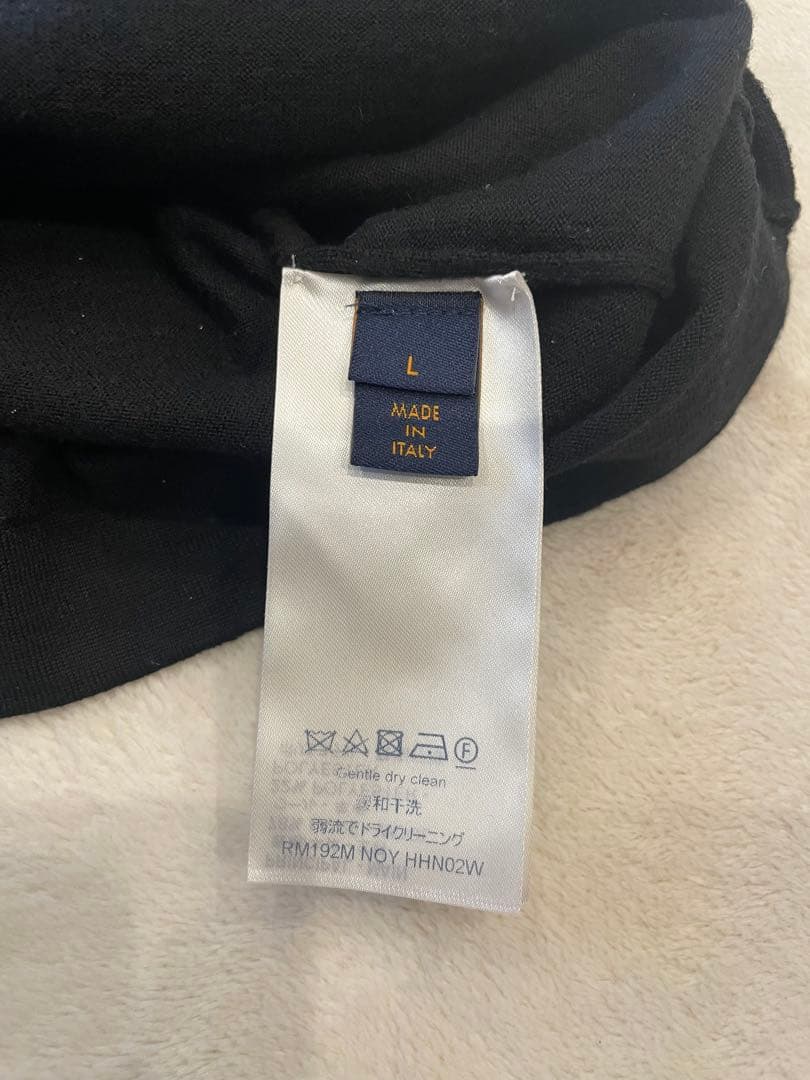 L
MADE
IN
ITALY
Gentle dry clean
缓和干洗
弱流でドライクリーニング
RM192M NOY HHN02W